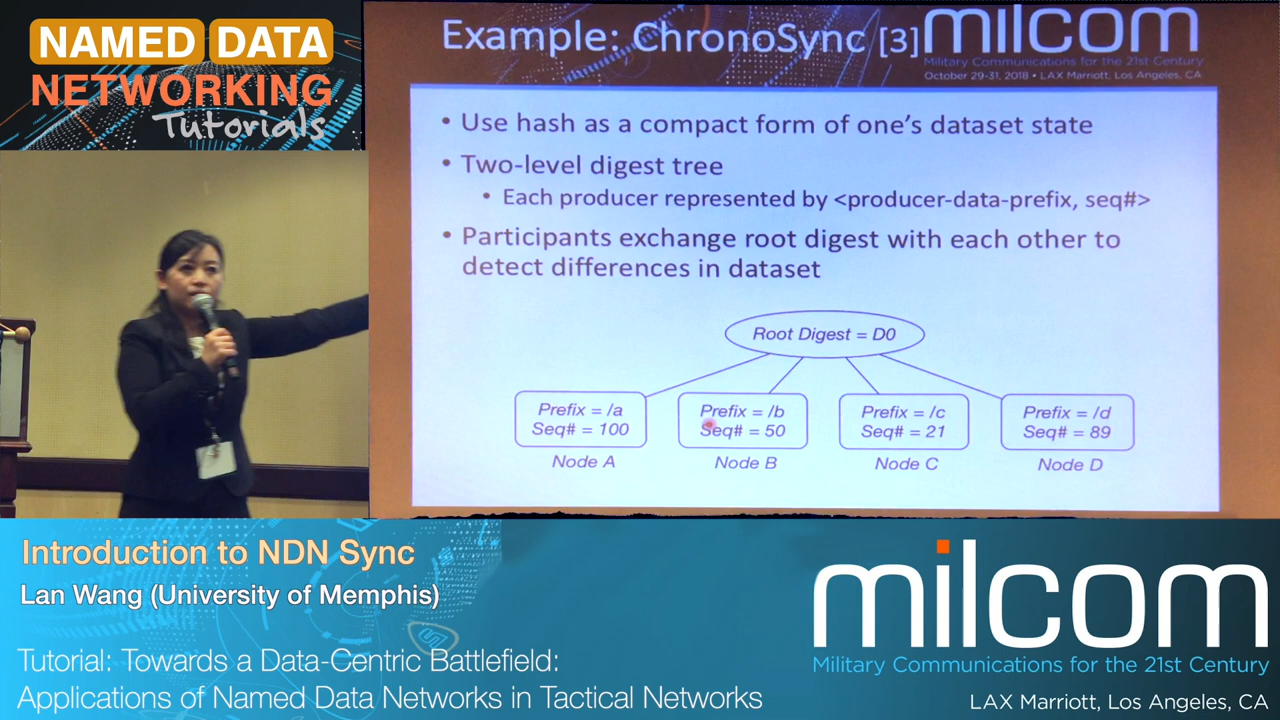 NAMED DATA
NETWORKING
Tutorials
Example: ChronoSync [3]
milcom
Military Communications for the 21st Century
October 29-31, 2018 • LAX Marriott, Los Angeles, CA
• Use hash as a compact form of one's dataset state
• Two-level digest tree
• Each producer represented by <producer-data-prefix, seq#>
• Participants exchange root digest with each other to
detect differences in dataset
Root Digest = D0
Prefix = /a
Seq# = 100
Node A
Prefix = /b
Seq# = 50
Node B
Prefix = /c
Seq# = 21
Node C
Prefix = /d
Seq# = 89
Node D
Introduction to NDN Sync
Lan Wang (University of Memphis)
Tutorial: Towards a Data-Centric Battlefield:
Applications of Named Data Networks in Tactical Networks
milcom
Military Communications for the 21st Century
LAX Marriott, Los Angeles, CA